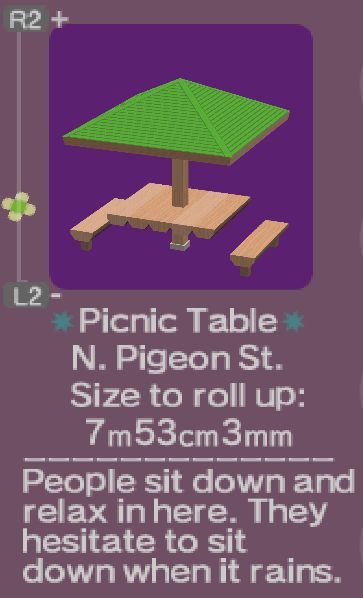 R2 +
L2 -
Picnic Table
N. Pigeon St.
Size to roll up:
7m53cm3mm
People sit down and
relax in here. They
hesitate to sit
down when it rains.